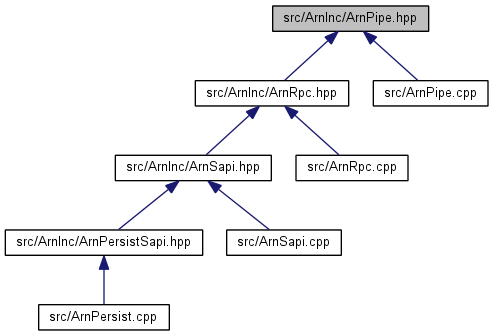 src/ArnInc/ArnPipe.hpp
src/ArnInc/ArnRpc.hpp
src/ArnPipe.cpp
src/ArnInc/ArnSapi.hpp
src/ArnRpc.cpp
src/ArnInc/ArnPersistSapi.hpp
src/ArnSapi.cpp
src/ArnPersist.cpp